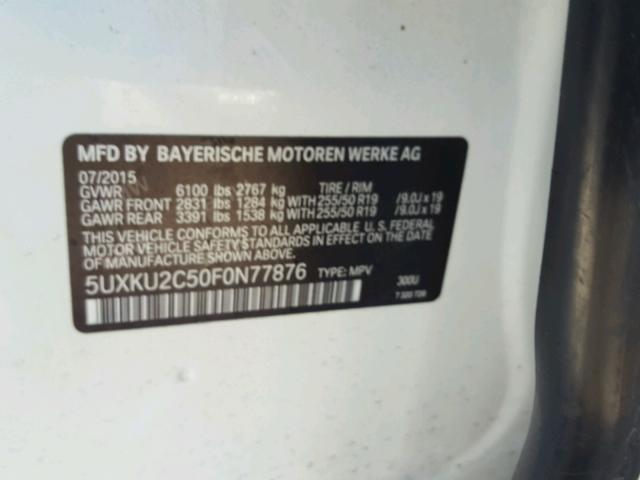 MFD BY BAYERISCHE MOTOREN WERKE AG
07/2015
GVWR 6100 lbs 2767 kg TIRE / RIM
GAWR FRONT 2831 lbs 1284 kg WITH 255/50 R19 /9.0J x 19
GAWR REAR 3391 lbs 1538 kg WITH 255/50 R19 /9.0J x 19
THIS VEHICLE CONFORMS TO ALL APPLICABLE U. S. FEDERAL
MOTOR VEHICLE SAFETY STANDARDS IN EFFECT ON THE DATE
OF MANUFACTURE SHOWN ABOVE.
5UXKU2C50F0N77876 TYPE: MPV 300U